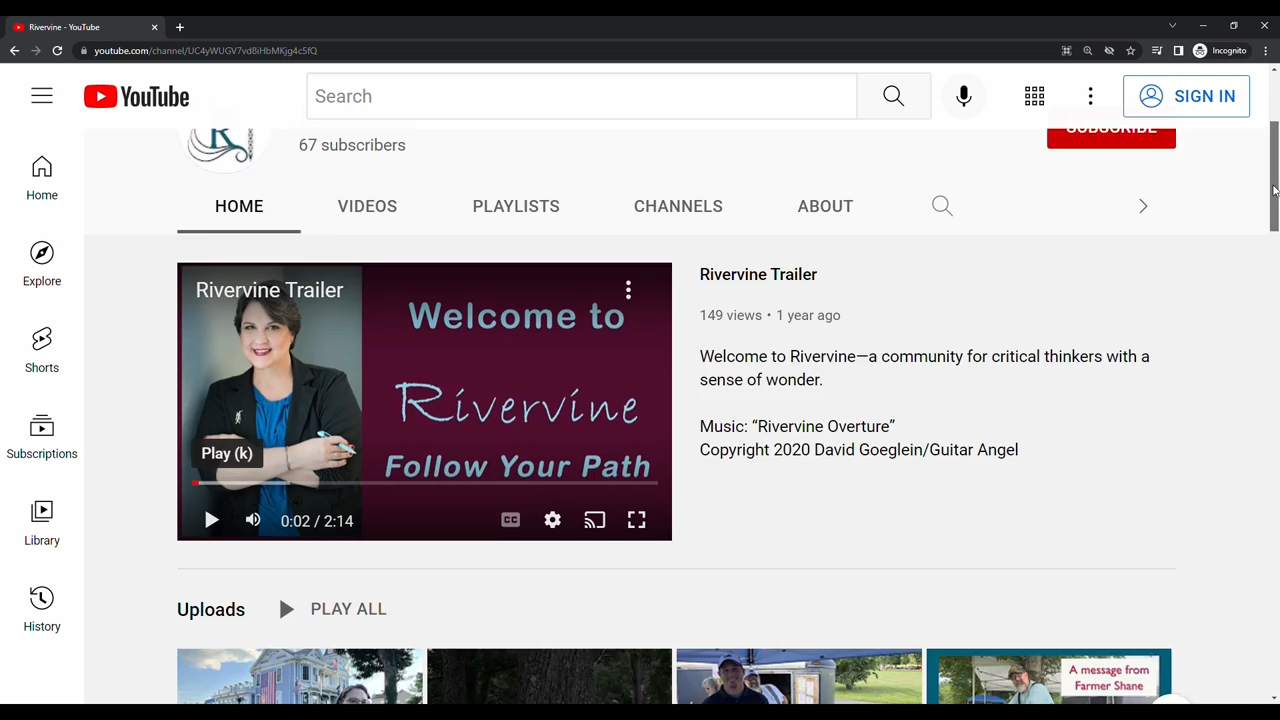 Rivervine - YouTube
youtube.com/channel/UC4yWUGV7vd8iHbMKjg4c5fQ
Incognito
YouTube
Search
SIGN IN
R
67 subscribers
SUBSCRIBE
Home
Explore
Shorts
Subscriptions
Library
History
HOME
VIDEOS
PLAYLISTS
CHANNELS
ABOUT
Rivervine Trailer
Welcome to
Rivervine
Follow Your Path
Play (k)
0:02 / 2:14
CC
Rivervine Trailer
149 views • 1 year ago
Welcome to Rivervine—a community for critical thinkers with a
sense of wonder.
Music: “Rivervine Overture”
Copyright 2020 David Goeglein/Guitar Angel
Uploads
PLAY ALL
A message from
Farmer Shane